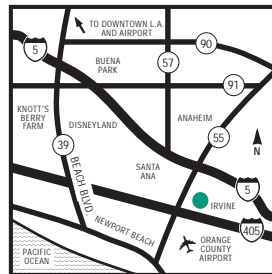 TO DOWNTOWN L.A.
AND AIRPORT
5
90
BUENA
PARK
57
91
KNOTT'S
BERRY
FARM
DISNEYLAND
ANAHEIM
39
55
N
BEACH BLVD.
SANTA
ANA
5
IRVINE
NEWPORT BEACH
405
ORANGE
COUNTY
AIRPORT
PACIFIC
OCEAN